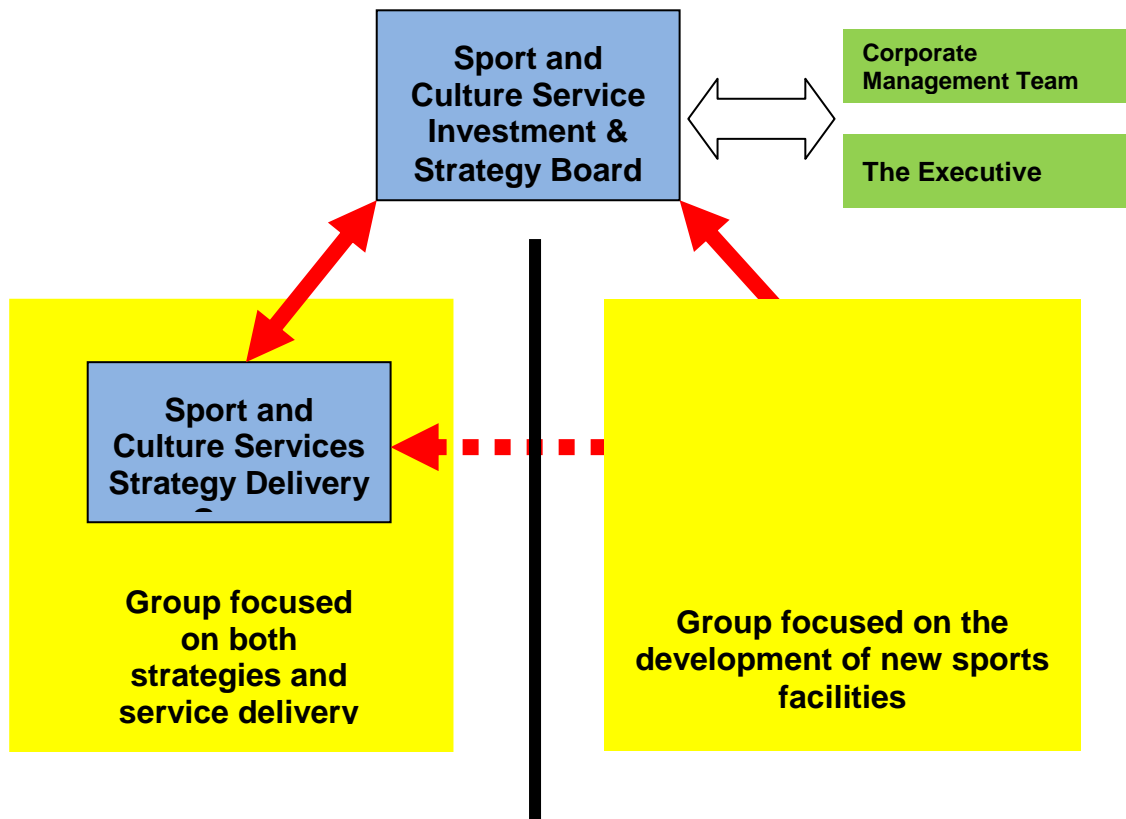 Sport and
Culture Service
Investment &
Strategy Board
Corporate
Management Team
The Executive
Sport and
Culture Services
Strategy Delivery
Group focused
on both
strategies and
service delivery
Group focused on the
development of new sports
facilities